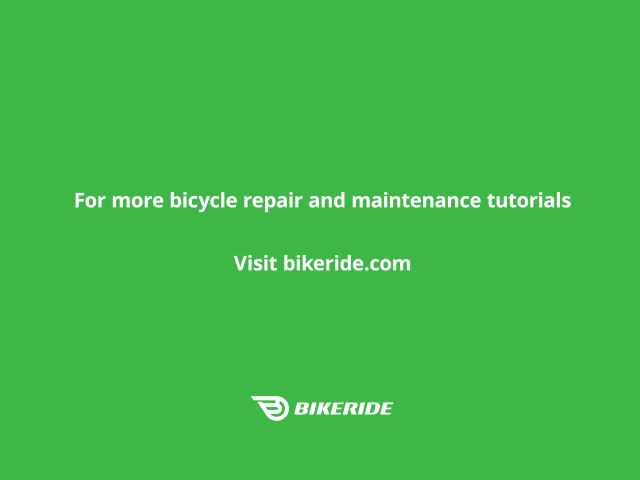 For more bicycle repair and maintenance tutorials
Visit bikeride.com
BIKERIDE